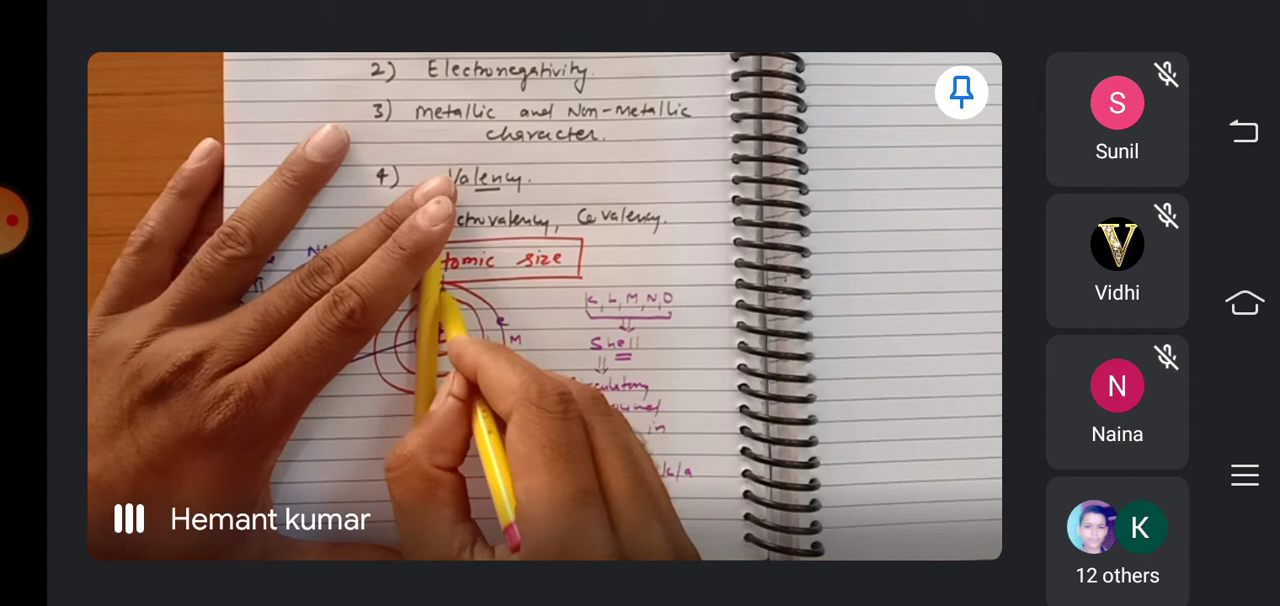 2) Electronegativity.
3) Metallic and Non-Metallic
character.
4) Valency.
ctrovalency, Covalency.
tomic size
K, L, M, N, O
Shell
M
in
k/a
Hemant kumar
S
Sunil
V
Vidhi
N
Naina
K
12 others